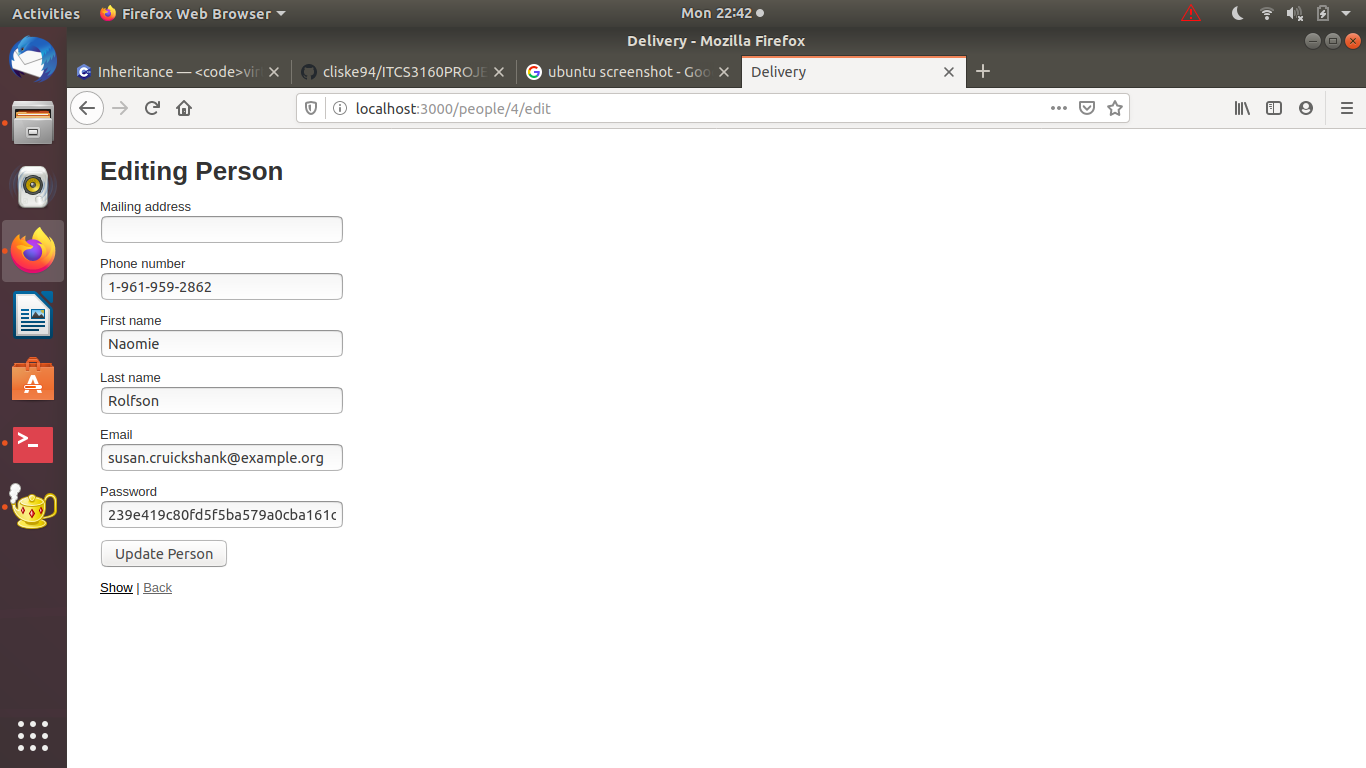 Activities Firefox Web Browser Mon 22:42
Delivery - Mozilla Firefox
Inheritance — <code>vir cliske94/ITCS3160PROJE ubuntu screenshot - Goo Delivery
localhost:3000/people/4/edit
Editing Person
Mailing address
Phone number
1-961-959-2862
First name
Naomie
Last name
Rolfson
Email
susan.cruickshank@example.org
Password
239e419c80fd5f5ba579a0cba161c
Update Person
Show | Back